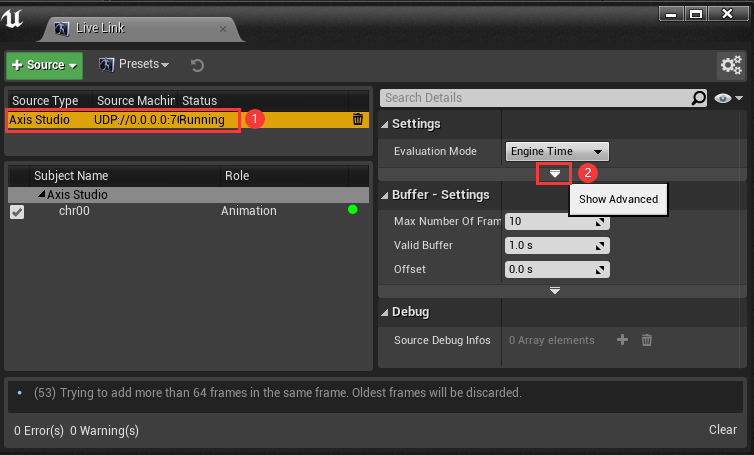 Live Link
Source
Presets
Source Type Source Machin Status
Axis Studio UDP://0.0.0.0:70 Running 1
Subject Name Role
Axis Studio
chr00 Animation
Search Details
Settings
Evaluation Mode Engine Time
2
Show Advanced
Buffer - Settings
Max Number Of Fram 10
Valid Buffer 1.0 s
Offset 0.0 s
Debug
Source Debug Infos 0 Array elements
(53) Trying to add more than 64 frames in the same frame. Oldest frames will be discarded.
0 Error(s) 0 Warning(s) Clear